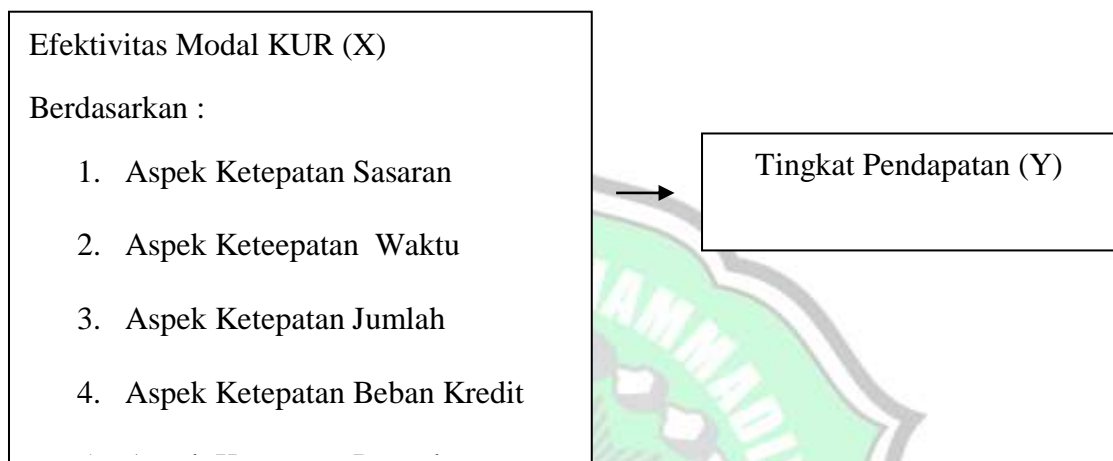 Efektivitas Modal KUR (X)
Berdasarkan :
1. Aspek Ketepatan Sasaran
2. Aspek Keteepatan Waktu
3. Aspek Ketepatan Jumlah
4. Aspek Ketepatan Beban Kredit
Tingkat Pendapatan (Y)